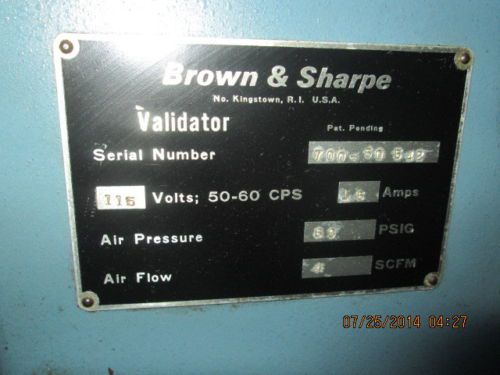 Brown & Sharpe
No. Kingstown, R.I. U.S.A.
Validator
Pat. Pending
Serial Number
115 Volts; 50-60 CPS Amps
Air Pressure PSIG
Air Flow 4 SCFM
07/25/2014 04:27